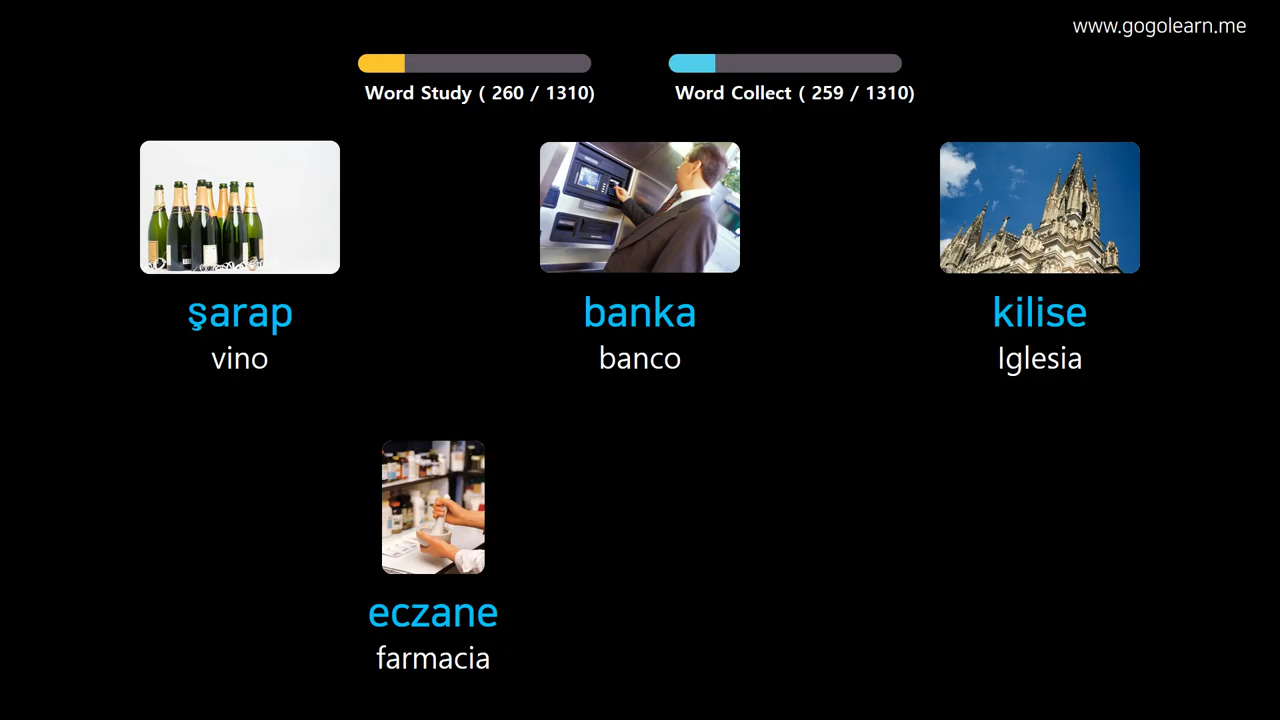 www.gogolearn.me
Word Study ( 260 / 1310)
Word Collect ( 259 / 1310)
şarap
vino
banka
banco
kilise
Iglesia
eczane
farmacia